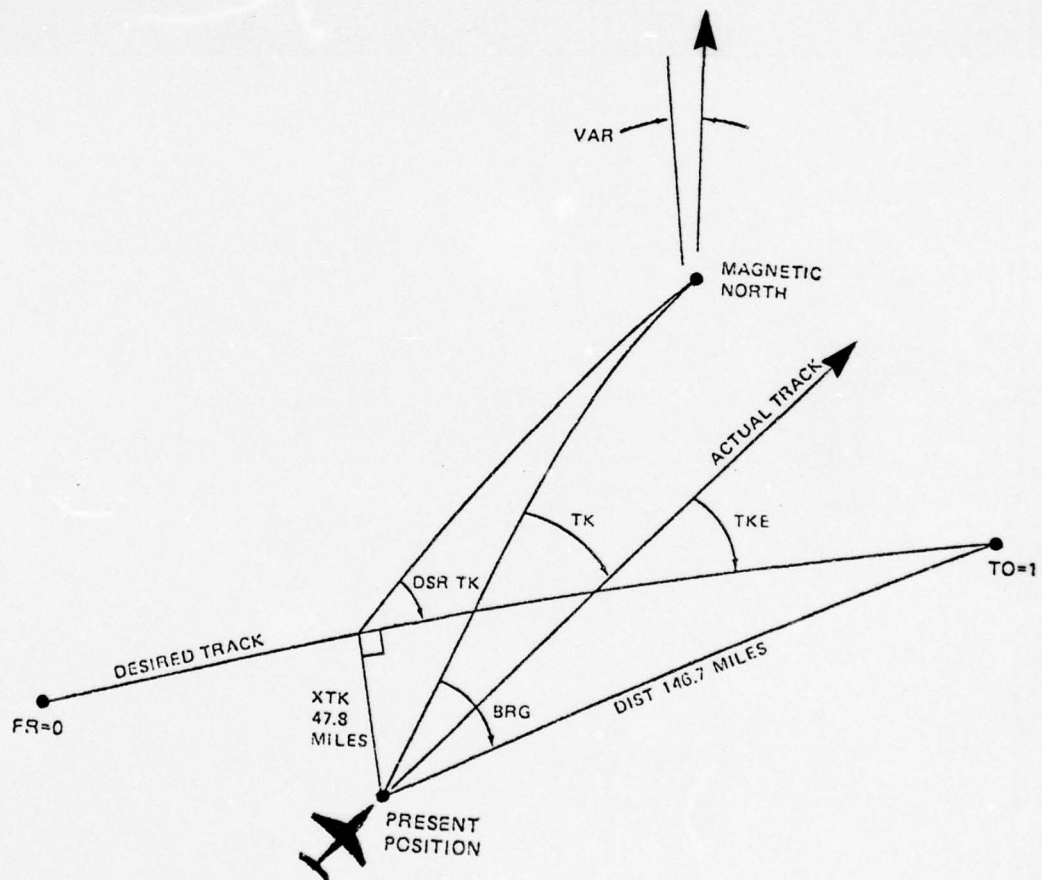 VAR
MAGNETIC
NORTH
ACTUAL TRACK
TK
TKE
TO=1
DSR TK
DESIRED TRACK
DIST 146.7 MILES
FR=0
XTK
47.8
MILES
BRG
PRESENT
POSITION